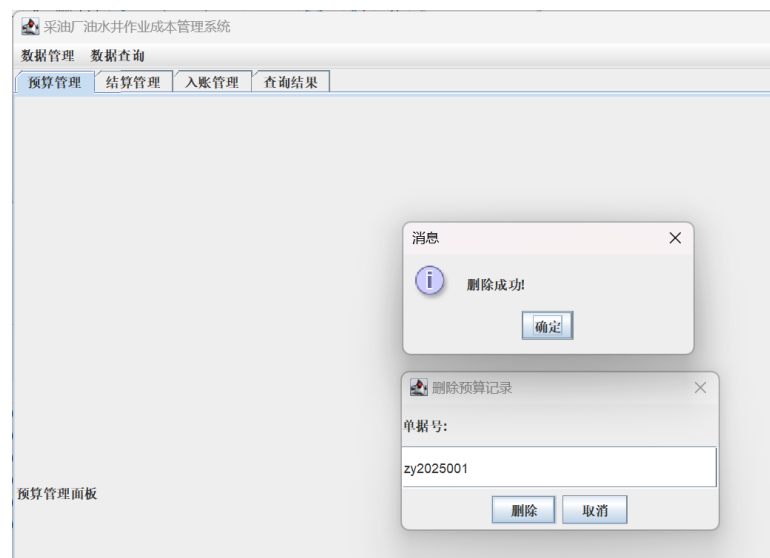 采油厂油水井作业成本管理系统
数据管理 数据查询
预算管理 结算管理 入账管理 查询结果
消息
i 删除成功!
确定
删除预算记录
单据号:
zy2025001
删除 取消
预算管理面板